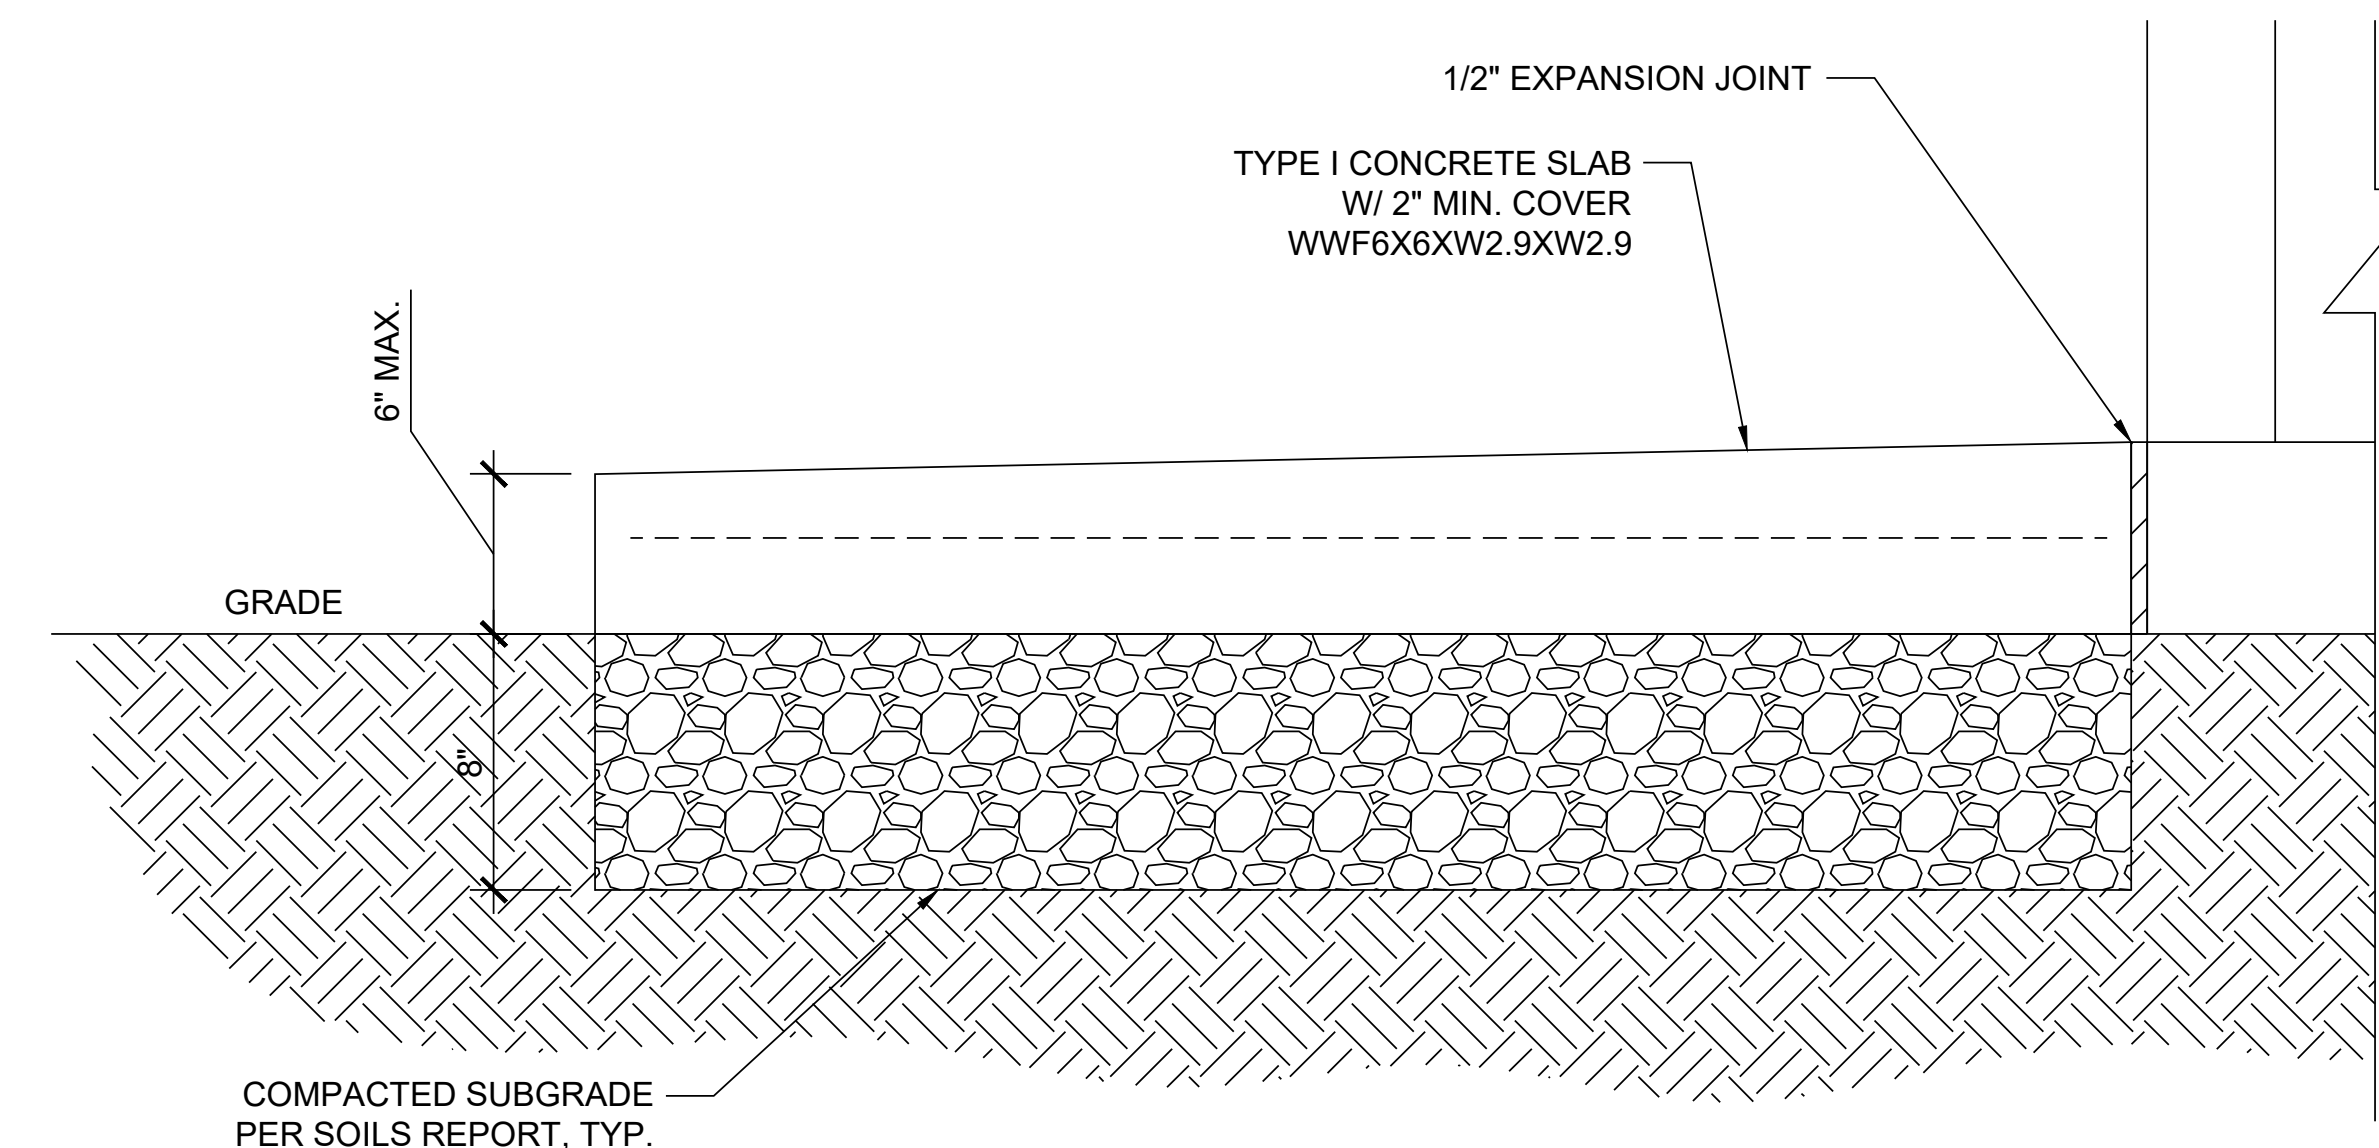 1/2" EXPANSION JOINT
TYPE I CONCRETE SLAB
W/ 2" MIN. COVER
WWF6X6XW2.9XW2.9
6" MAX.
GRADE
8"
COMPACTED SUBGRADE
PER SOILS REPORT, TYP.